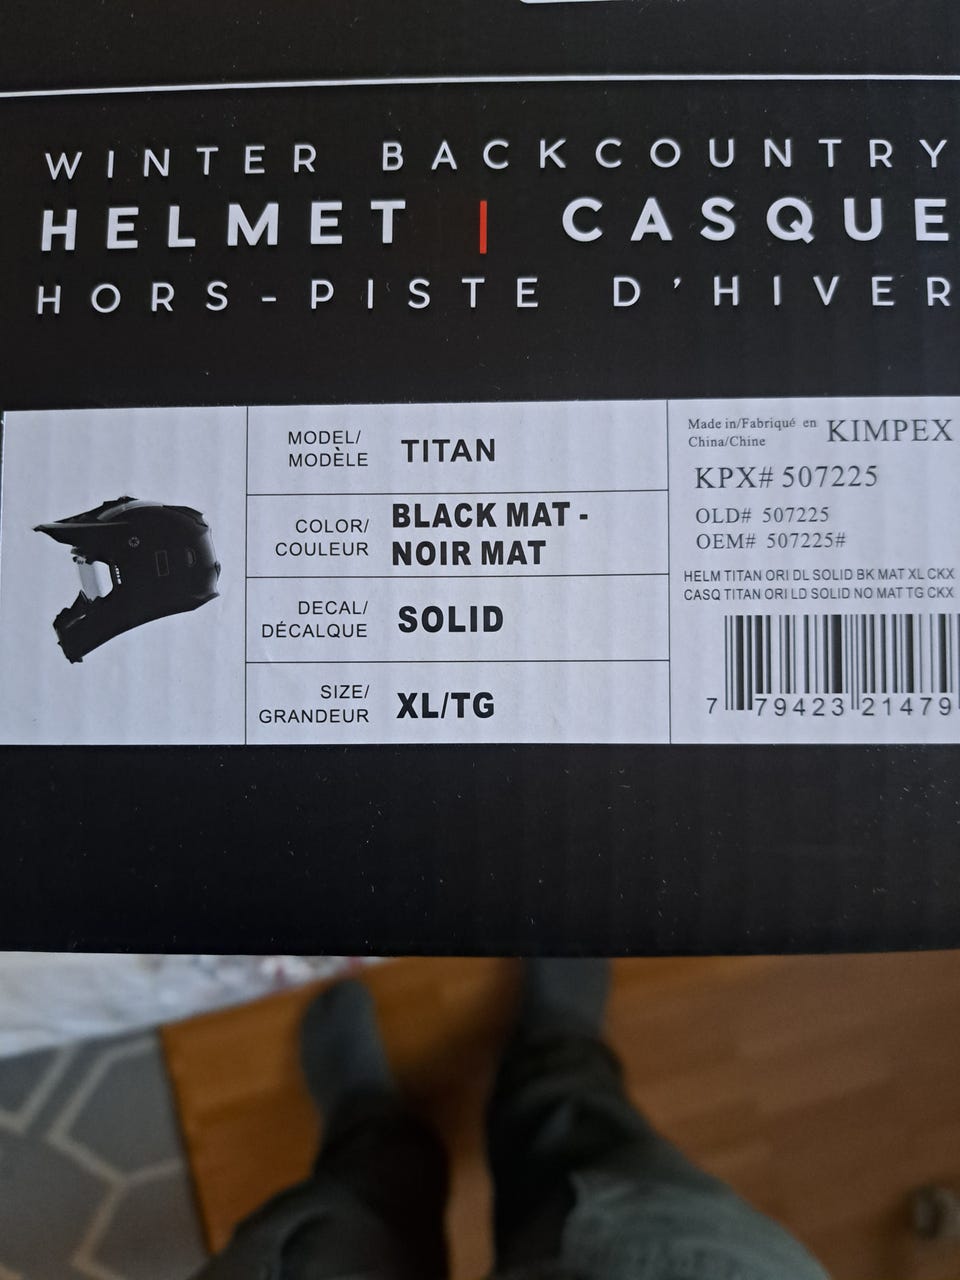 WINTER BACKCOUNTRY
HELMET | CASQUE
HORS-PISTE D'HIVER
MODEL/
MODÈLE
TITAN
COLOR/
COULEUR
BLACK MAT -
NOIR MAT
DECAL/
DÉCALQUE
SOLID
SIZE/
GRANDEUR
XL/TG
Made in/Fabriqué en
China/Chine
KIMPEX
KPX# 507225
OLD# 507225
OEM# 507225#
HELM TITAN ORI DL SOLID BK MAT XL CKX
CASQ TITAN ORI LD SOLID NO MAT TG CKX
7 79423 21479